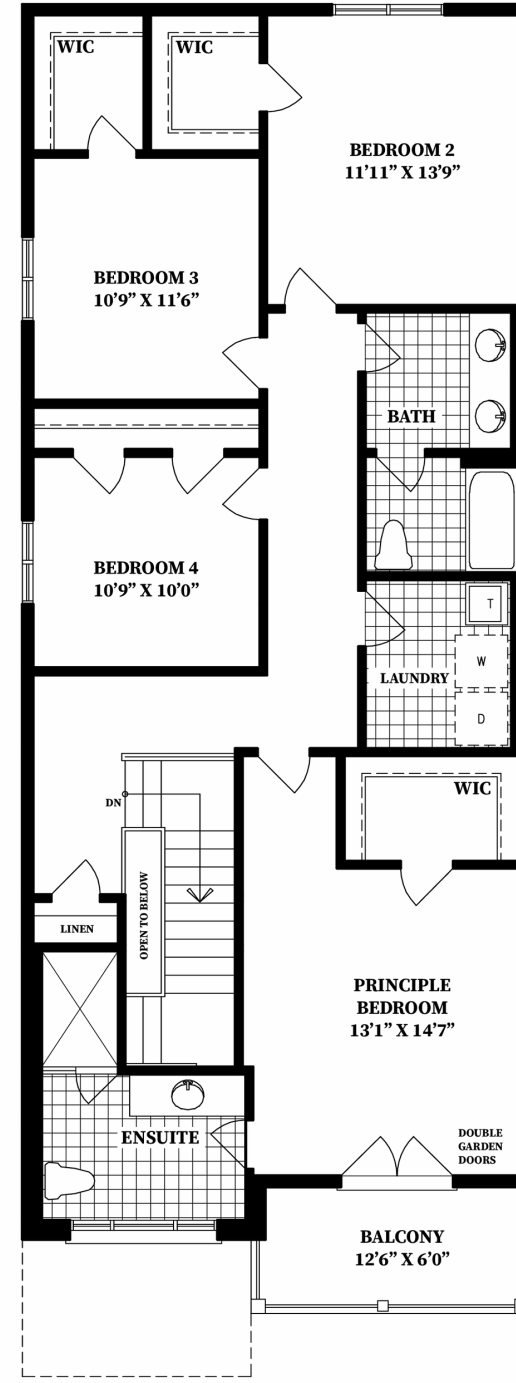 WIC
WIC
BEDROOM 2
11'11" X 13'9"
BEDROOM 3
10'9" X 11'6"
BATH
BEDROOM 4
10'9" X 10'0"
T
LAUNDRY
W
D
WIC
DN
OPEN TO BELOW
LINEN
PRINCIPLE
BEDROOM
13'1" X 14'7"
ENSUITE
DOUBLE
GARDEN
DOORS
BALCONY
12'6" X 6'0"